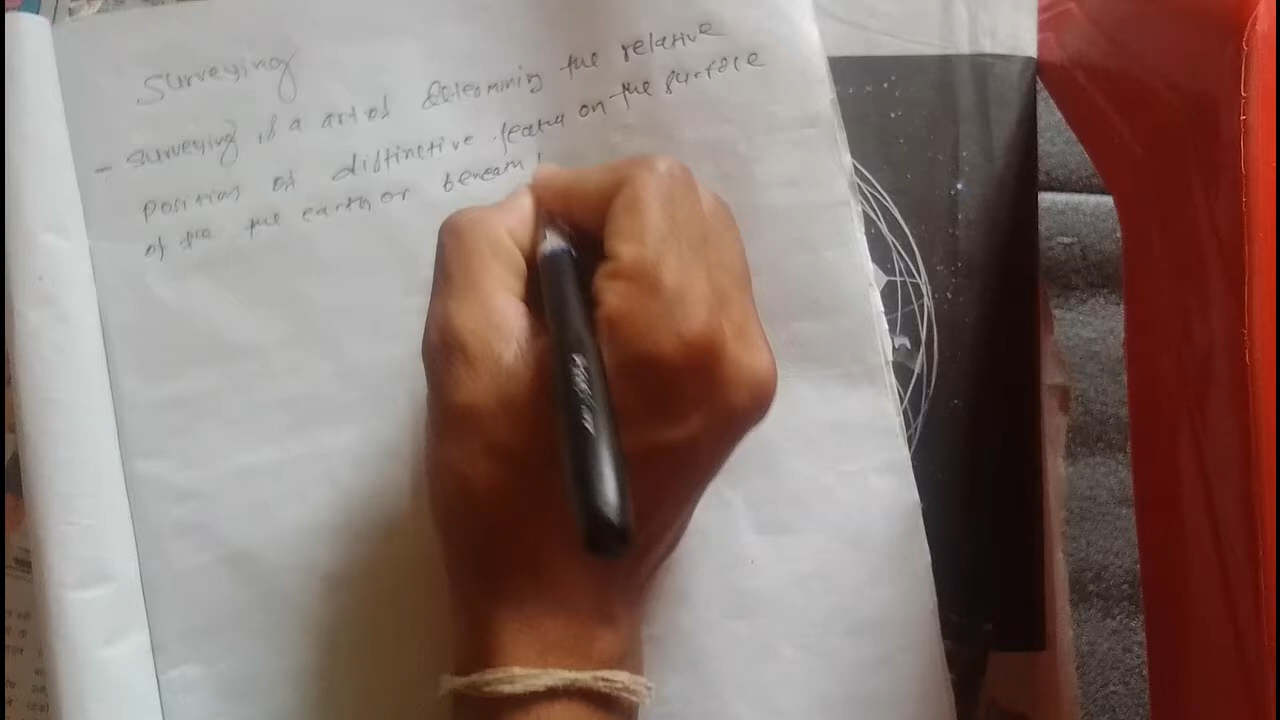 Surveying
- Surveying is a art of determining the relative
position of distinctive featu on the surface
of the the earth or beneath